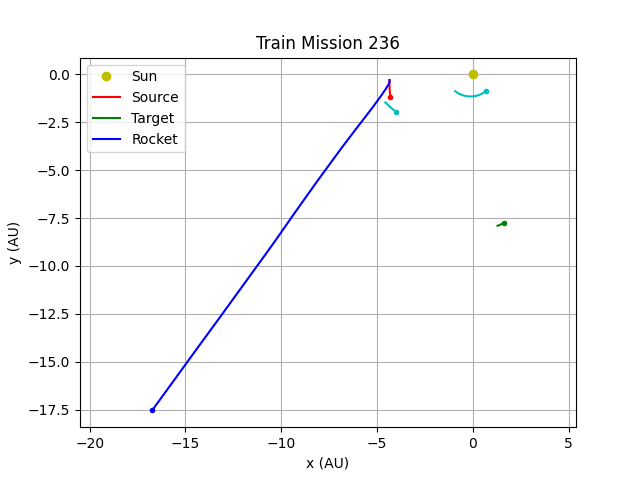 Train Mission 236
Sun
Source
Target
Rocket
0.0
−2.5
−5.0
−7.5
−10.0
−12.5
−15.0
−17.5
y (AU)
−20
−15
−10
−5
0
5
x (AU)